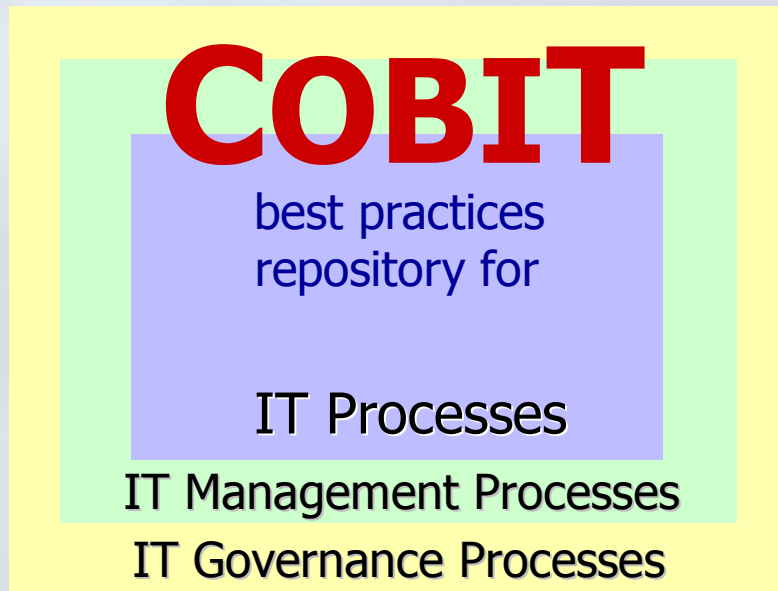 COBIT
best practices
repository for
IT Processes
IT Management Processes
IT Governance Processes